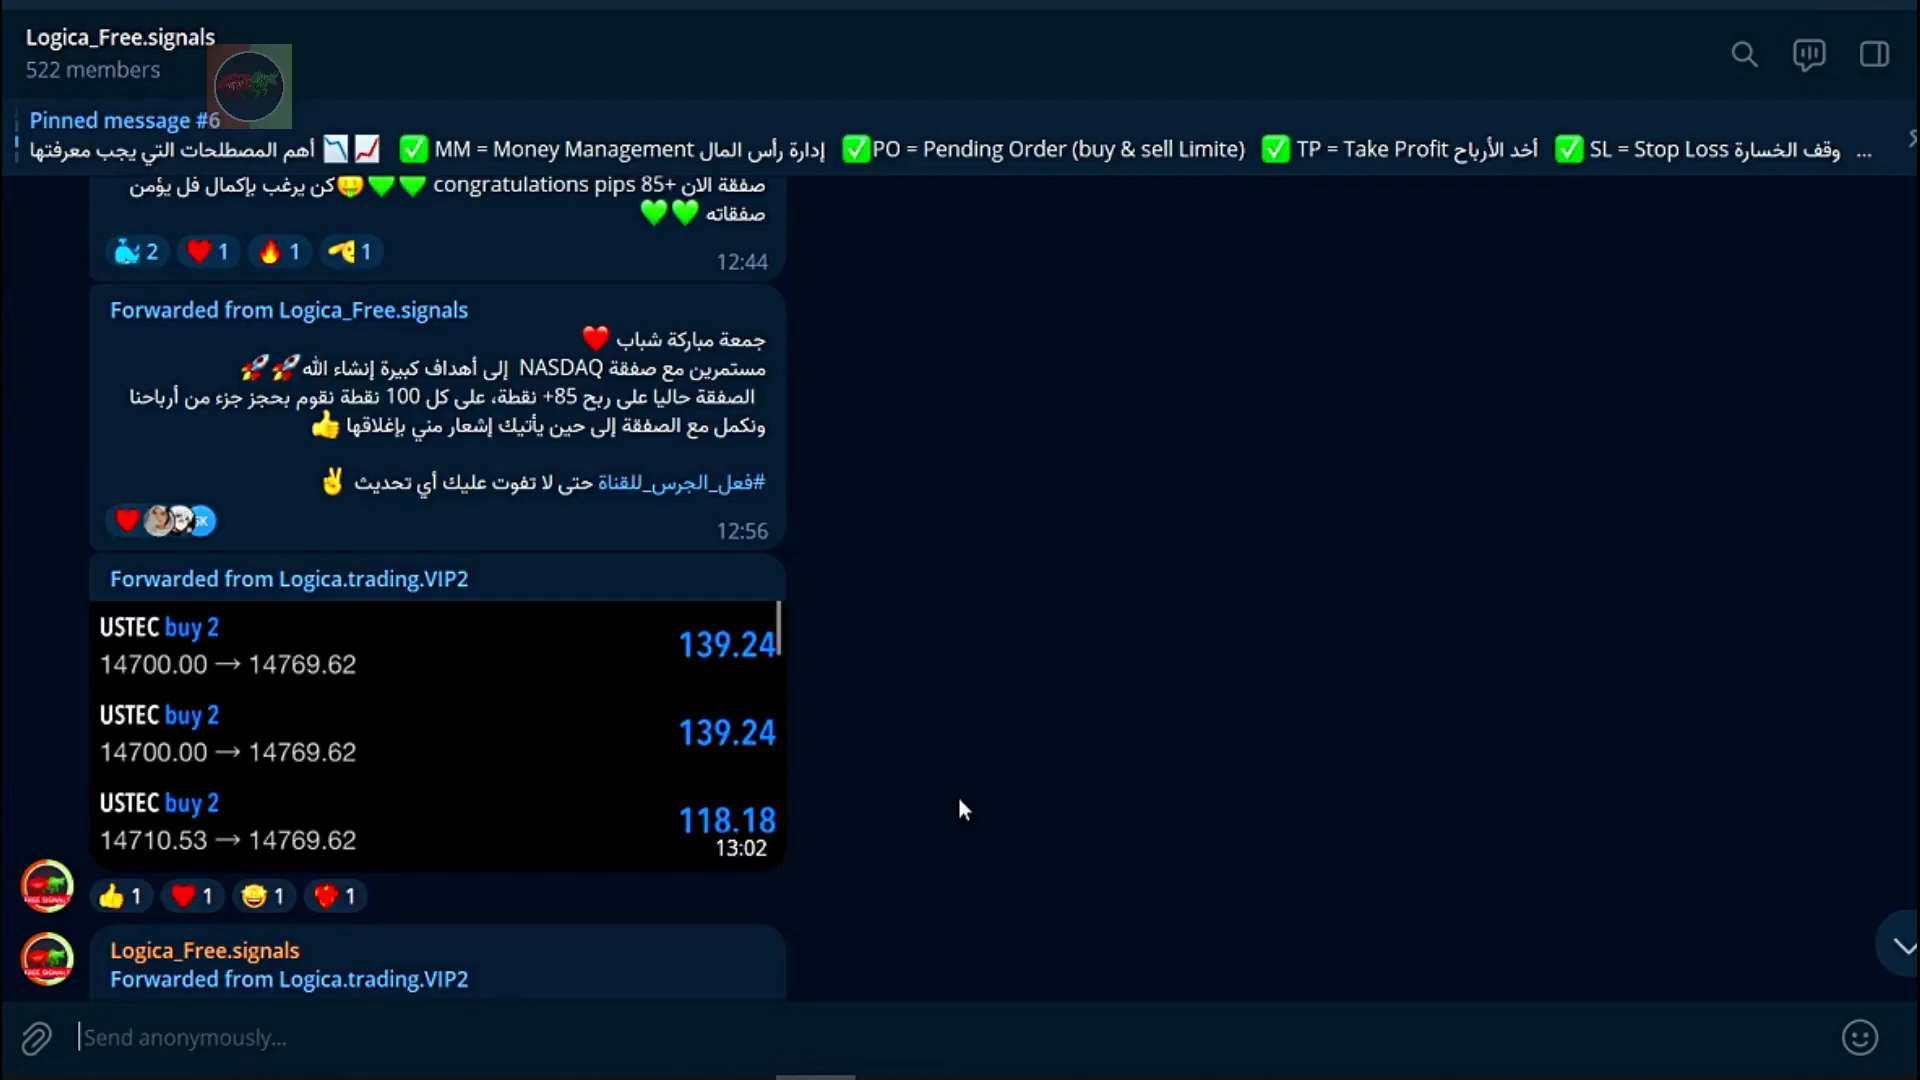 Logica_Free.signals
522 members
Pinned message #6
أهم المصطلحات التي يجب معرفتها 📉📈 ✅ MM = Money Management إدارة رأس المال ✅PO = Pending Order (buy & sell Limite) ✅ TP = Take Profit أخد الأرباح ✅ SL = Stop Loss وقف الخسارة ...
صفقة الان +85 congratulations pips 💚💚🤑كن يرغب بإكمال فل يؤمن
صفقاته 💚💚
2 1 1 1
12:44
Forwarded from Logica_Free.signals
جمعة مباركة شباب ❤️
مستمرين مع صفقة NASDAQ إلى أهداف كبيرة إنشاء الله🚀🚀
الصفقة حاليا على ربح 85+ نقطة، على كل 100 نقطة نقوم بحجز جزء من أرباحنا
ونكمل مع الصفقة إلى حين يأتيك إشعار مني بإغلاقها 👍
#فعل_الجرس_للقناة حتى لا تفوت عليك أي تحديث ✌️
SK
12:56
Forwarded from Logica.trading.VIP2
USTEC buy 2
139.24
14700.00 → 14769.62
USTEC buy 2
139.24
14700.00 → 14769.62
USTEC buy 2
118.18
14710.53 → 14769.62
13:02
1 1 1 1
FREE SIGNALS
Logica_Free.signals
FREE SIGNALS
Forwarded from Logica.trading.VIP2
Send anonymously...